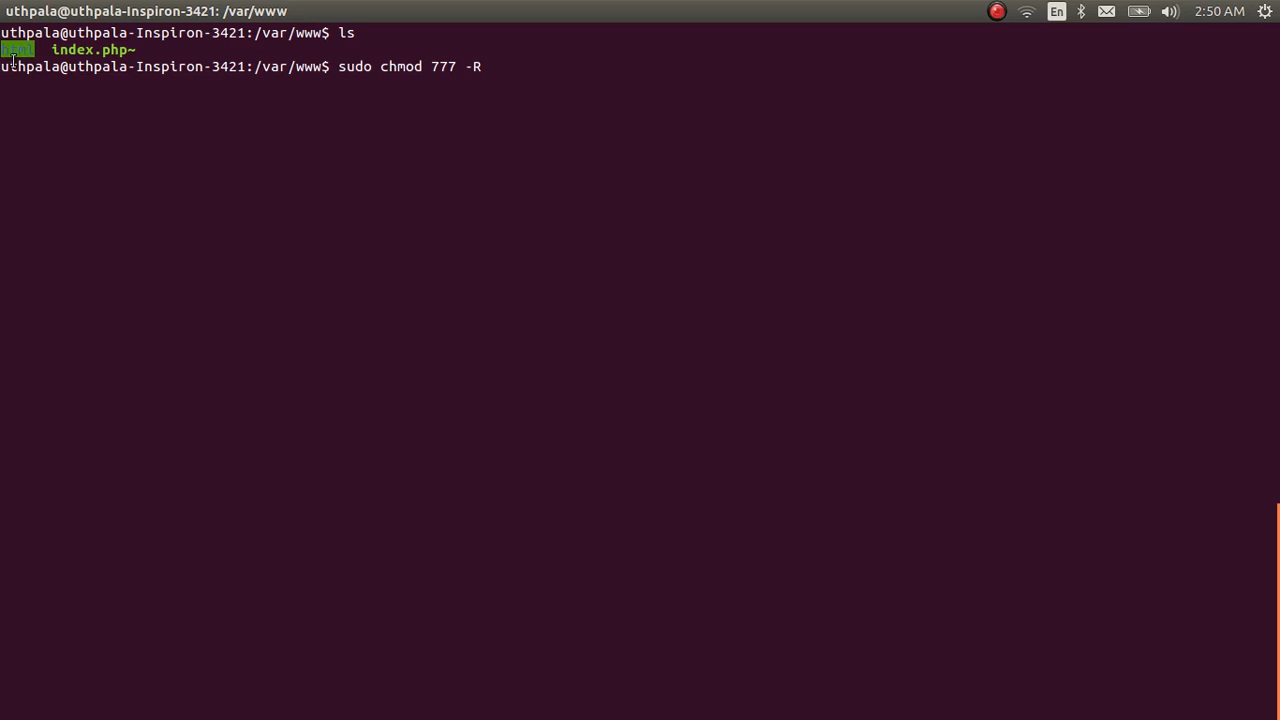 uthpala@uthpala-Inspiron-3421: /var/www
En
2:50 AM
uthpala@uthpala-Inspiron-3421:/var/www$ ls
html  index.php~
uthpala@uthpala-Inspiron-3421:/var/www$ sudo chmod 777 -R